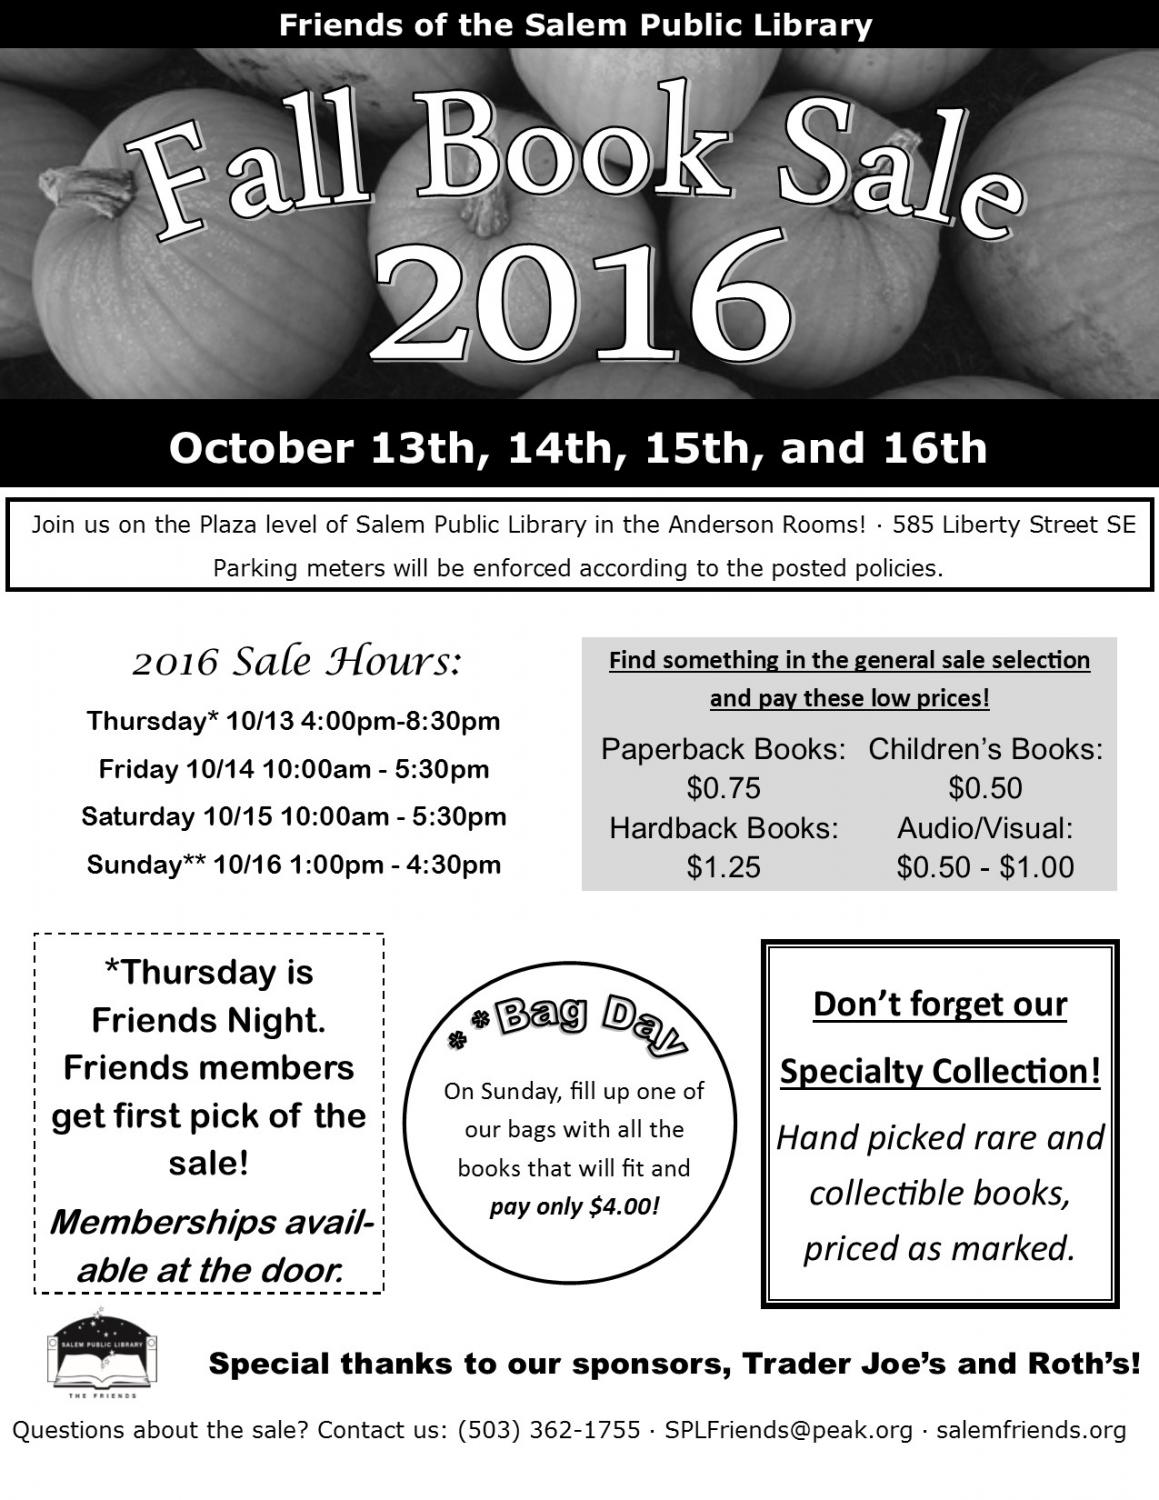 Friends of the Salem Public Library
Fall Book Sale
2016
October 13th, 14th, 15th, and 16th
Join us on the Plaza level of Salem Public Library in the Anderson Rooms! · 585 Liberty Street SE
Parking meters will be enforced according to the posted policies.
2016 Sale Hours:
Thursday* 10/13 4:00pm-8:30pm
Friday 10/14 10:00am - 5:30pm
Saturday 10/15 10:00am - 5:30pm
Sunday** 10/16 1:00pm - 4:30pm
Find something in the general sale selection
and pay these low prices!
Paperback Books: Children’s Books:
$0.75 $0.50
Hardback Books: Audio/Visual:
$1.25 $0.50 - $1.00
*Thursday is
Friends Night.
Friends members
get first pick of the
sale!
Memberships avail-
able at the door.
**Bag Day
On Sunday, fill up one of
our bags with all the
books that will fit and
pay only $4.00!
Don’t forget our
Specialty Collection!
Hand picked rare and
collectible books,
priced as marked.
SALEM PUBLIC LIBRARY
THE FRIENDS
Special thanks to our sponsors, Trader Joe’s and Roth’s!
Questions about the sale? Contact us: (503) 362-1755 · SPLFriends@peak.org · salemfriends.org